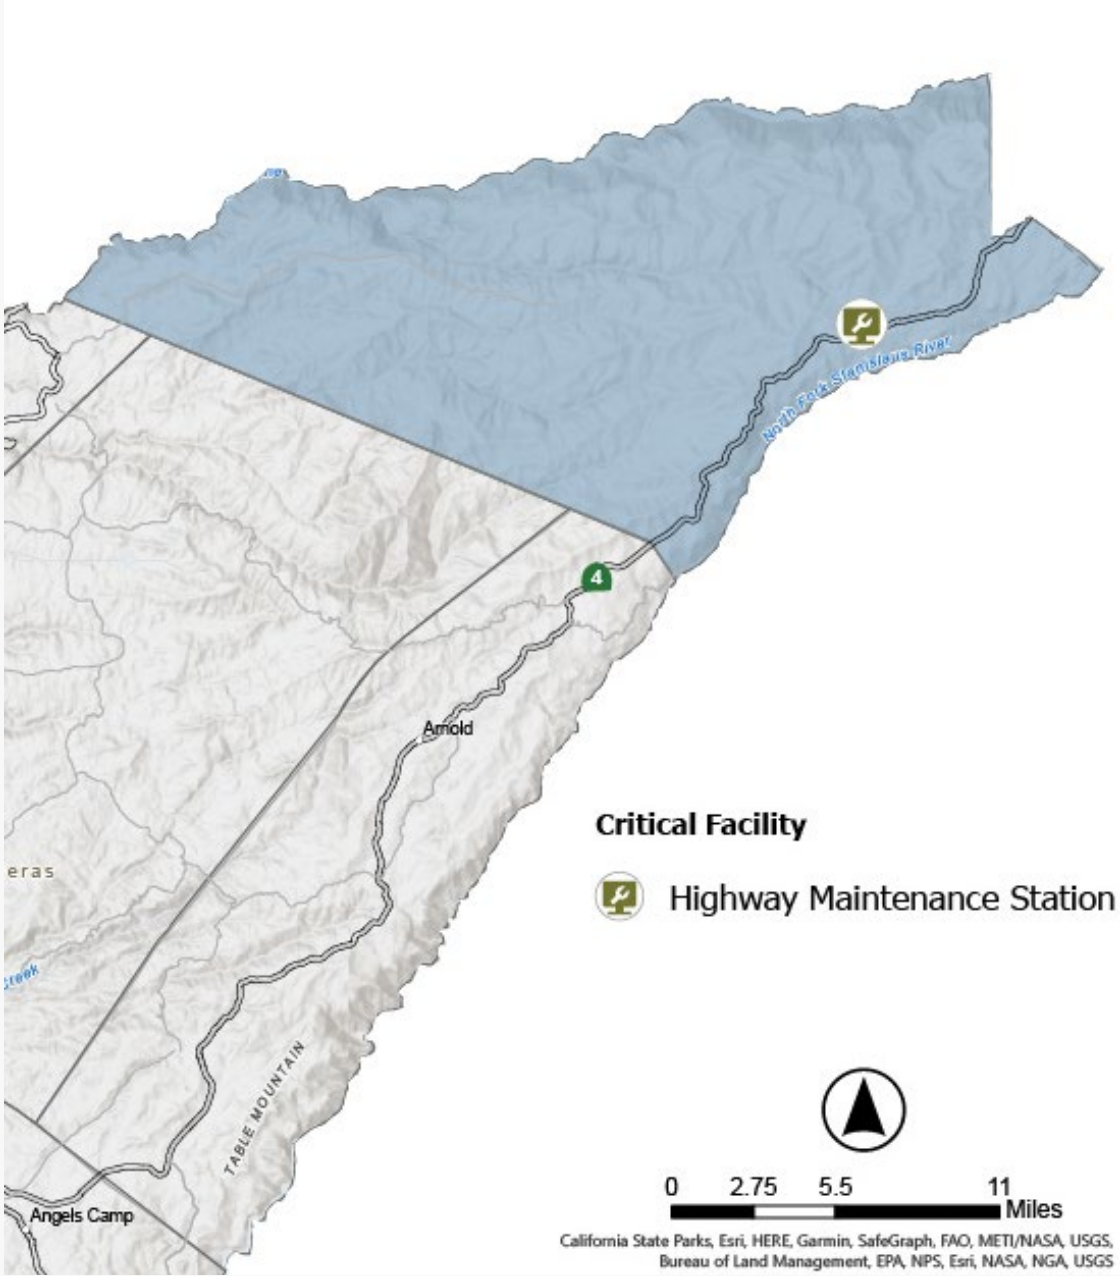 North Fork Stanislaus River
4
Arnold
Critical Facility
eras
Highway Maintenance Station
creek
TABLE MOUNTAIN
0 2.75 5.5 11
Miles
Angels Camp
California State Parks, Esri, HERE, Garmin, SafeGraph, FAO, METI/NASA, USGS,
Bureau of Land Management, EPA, NPS, Esri, NASA, NGA, USGS